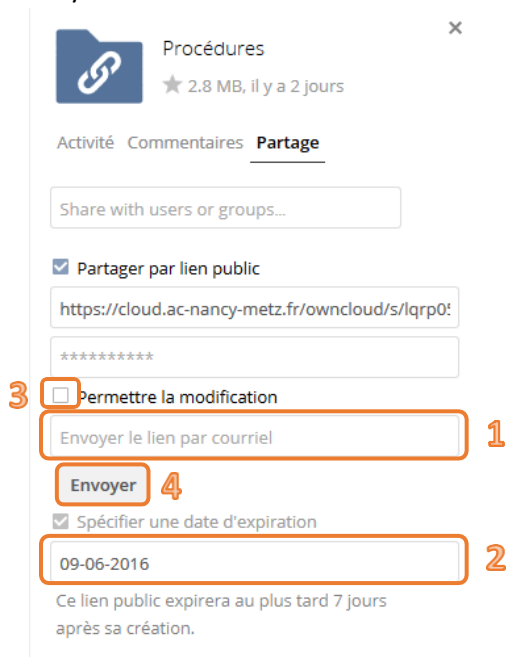 Procédures
2.8 MB, il y a 2 jours
Activité Commentaires Partage
Share with users or groups...
Partager par lien public
https://cloud.ac-nancy-metz.fr/owncloud/s/lqrp0
**********
3 Permettre la modification
Envoyer le lien par courriel 1
Envoyer 4
Spécifier une date d'expiration
09-06-2016 2
Ce lien public expirera au plus tard 7 jours
après sa création.